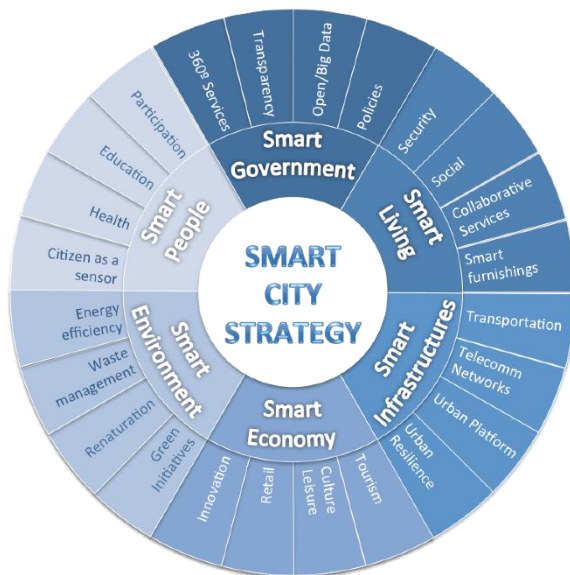 SMART
CITY
STRATEGY
Smart
Government
360º Services
Transparency
Open/Big Data
Policies
Smart
Living
Security
Social
Collaborative
Services
Smart
furnishings
Smart
Infrastructures
Transportation
Telecomm
Networks
Urban Platform
Urban
Resilience
Smart
Economy
Tourism
Culture
Leisure
Retail
Innovation
Smart
Environment
Green
Initiatives
Renaturation
Waste
management
Energy
efficiency
Smart
People
Citizen as a
sensor
Health
Education
Participation